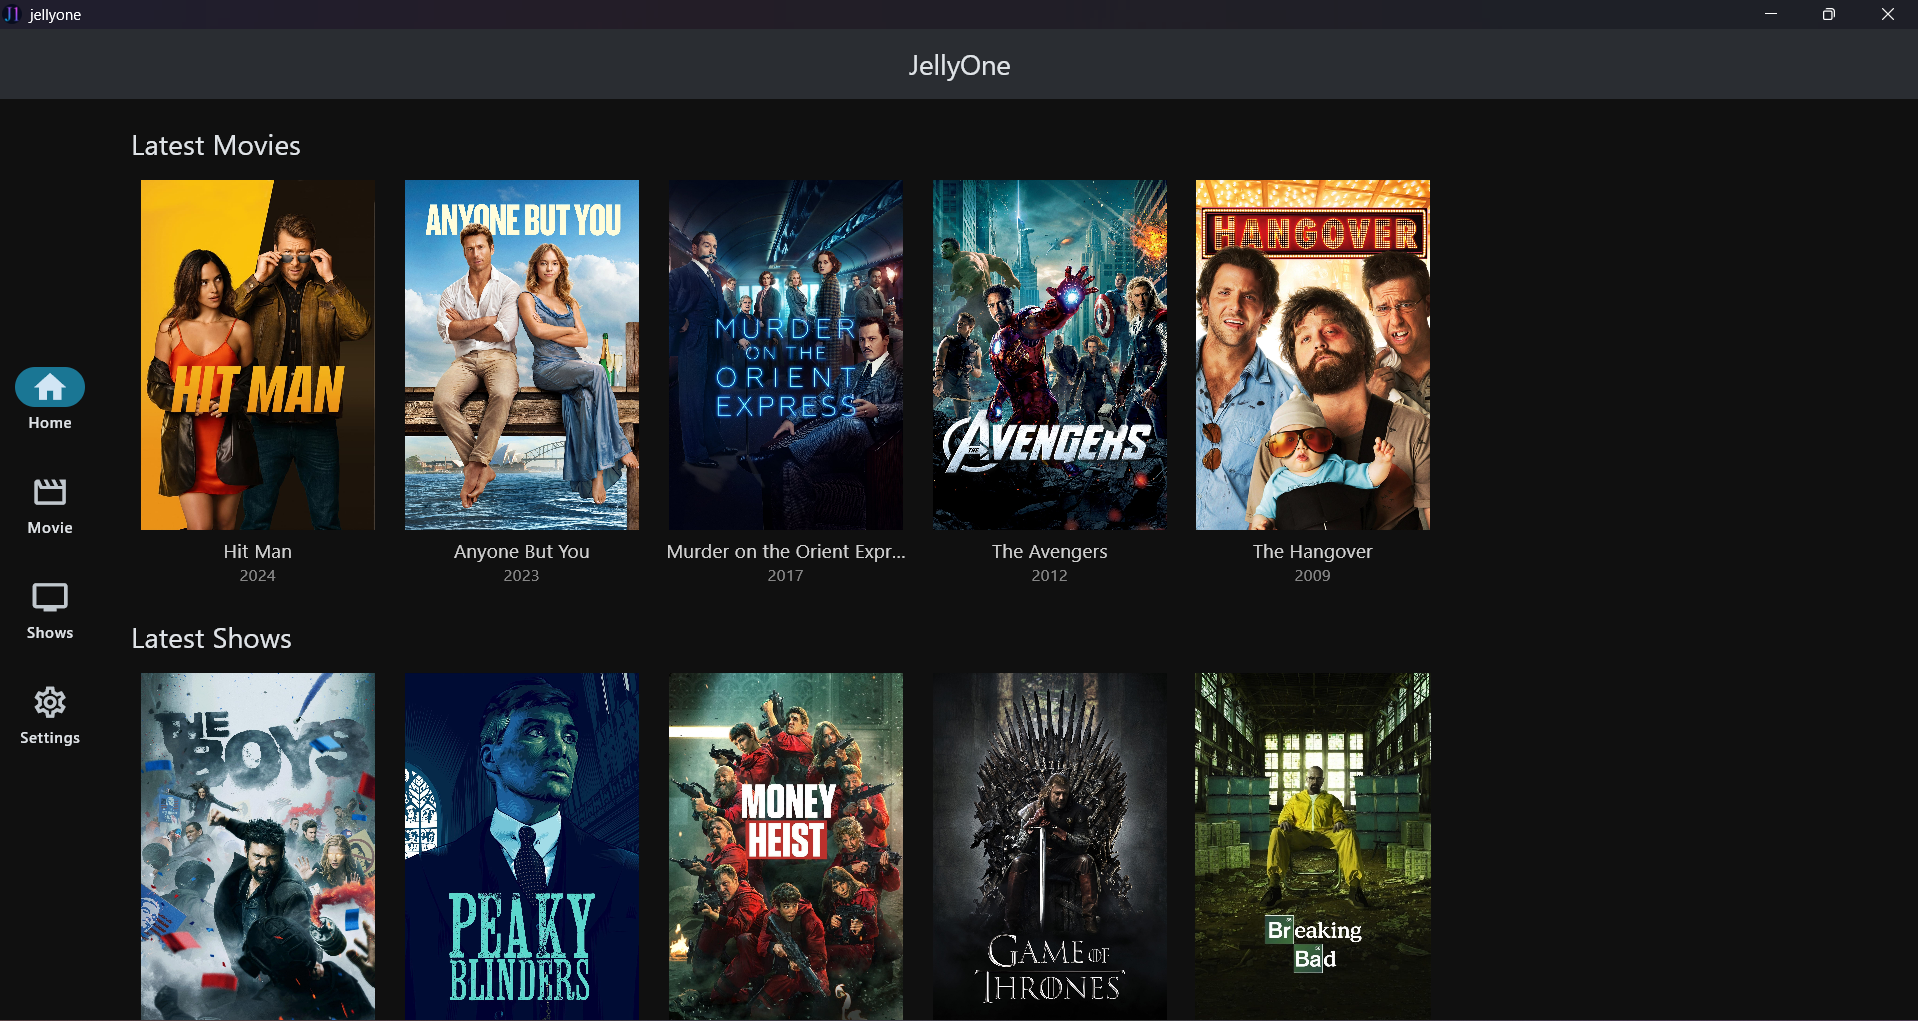 jellyone
JellyOne
Latest Movies
HIT MAN
ANYONE BUT YOU
MURDER
ON THE
ORIENT
EXPRESS
THE AVENGERS
HANGOVER
Hit Man
2024
Anyone But You
2023
Murder on the Orient Expr...
2017
The Avengers
2012
The Hangover
2009
Home
Movie
Shows
Settings
Latest Shows
THE
BOYS
PEAKY
BLINDERS
MONEY
HEIST
GAME OF
THRONES
Breaking
Bad